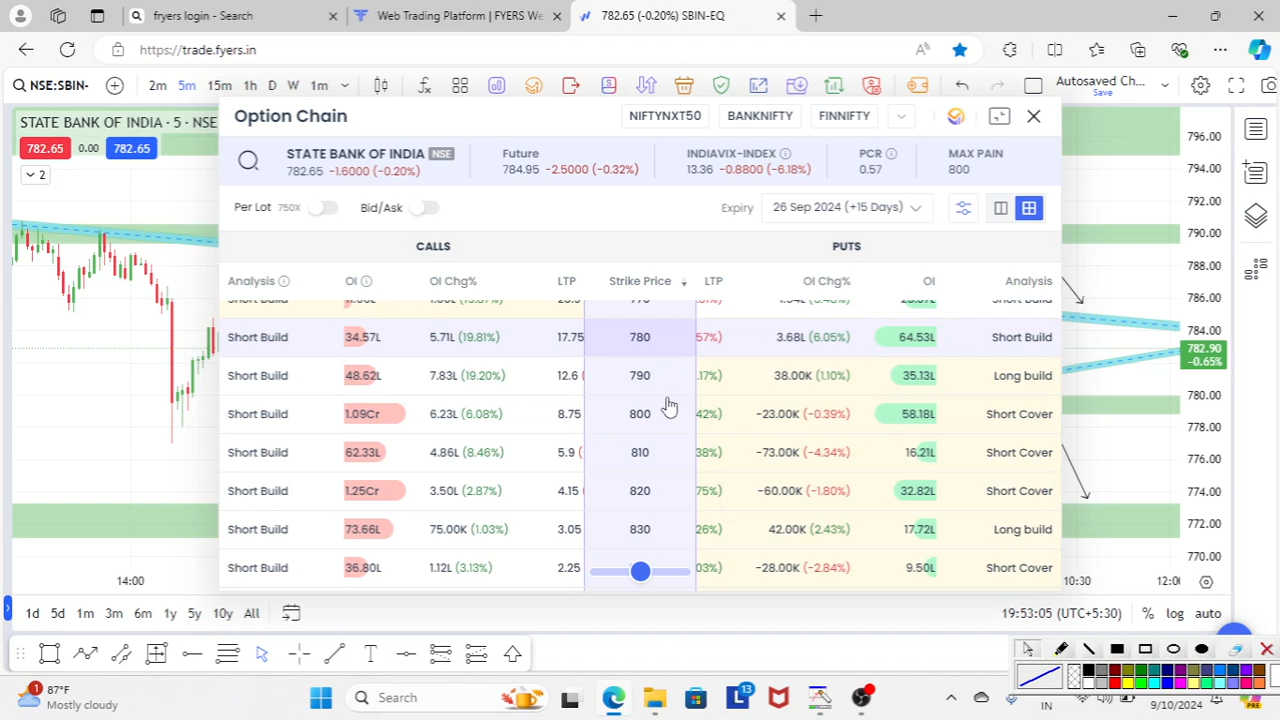 fryers login - Search
Web Trading Platform | FYERS We
782.65 (-0.20%) SBIN-EQ
https://trade.fyers.in
NSE:SBIN-
2m 5m 15m 1h D W 1m
Autosaved Ch...
Save
STATE BANK OF INDIA · 5 · NSE
782.65 0.00 782.65
2
Option Chain
NIFTYNXT50 BANKNIFTY FINNIFTY
STATE BANK OF INDIA NSE
782.65 -1.6000 (-0.20%)
Future
784.95 -2.5000 (-0.32%)
INDIAVIX-INDEX
13.36 -0.8800 (-6.18%)
PCR
0.57
MAX PAIN
800
Per Lot 750X Bid/Ask
Expiry 26 Sep 2024 (+15 Days)
CALLS PUTS
Analysis OI OI Chg% LTP Strike Price LTP OI Chg% OI Analysis
Short Build 34.57L 5.71L (19.81%) 17.75 780 57%) 3.68L (6.05%) 64.53L Short Build
Short Build 48.62L 7.83L (19.20%) 12.6 790 .17%) 38.00K (1.10%) 35.13L Long build
Short Build 1.09Cr 6.23L (6.08%) 8.75 800 42%) -23.00K (-0.39%) 58.18L Short Cover
Short Build 62.33L 4.86L (8.46%) 5.9 (- 810 38%) -73.00K (-4.34%) 16.21L Short Cover
Short Build 1.25Cr 3.50L (2.87%) 4.15 820 75%) -60.00K (-1.80%) 32.82L Short Cover
Short Build 73.66L 75.00K (1.03%) 3.05 830 26%) 42.00K (2.43%) 17.72L Long build
Short Build 36.80L 1.12L (3.13%) 2.25 03%) -28.00K (-2.84%) 9.50L Short Cover
796.00
794.00
792.00
790.00
788.00
786.00
784.00
782.90
-0.65%
780.00
778.00
776.00
774.00
772.00
770.00
14:00 10:30 12:0
1d 5d 1m 3m 6m 1y 5y 10y All
19:53:05 (UTC+5:30) % log auto
1
87°F
Mostly cloudy
Search
13
IN
9/10/2024